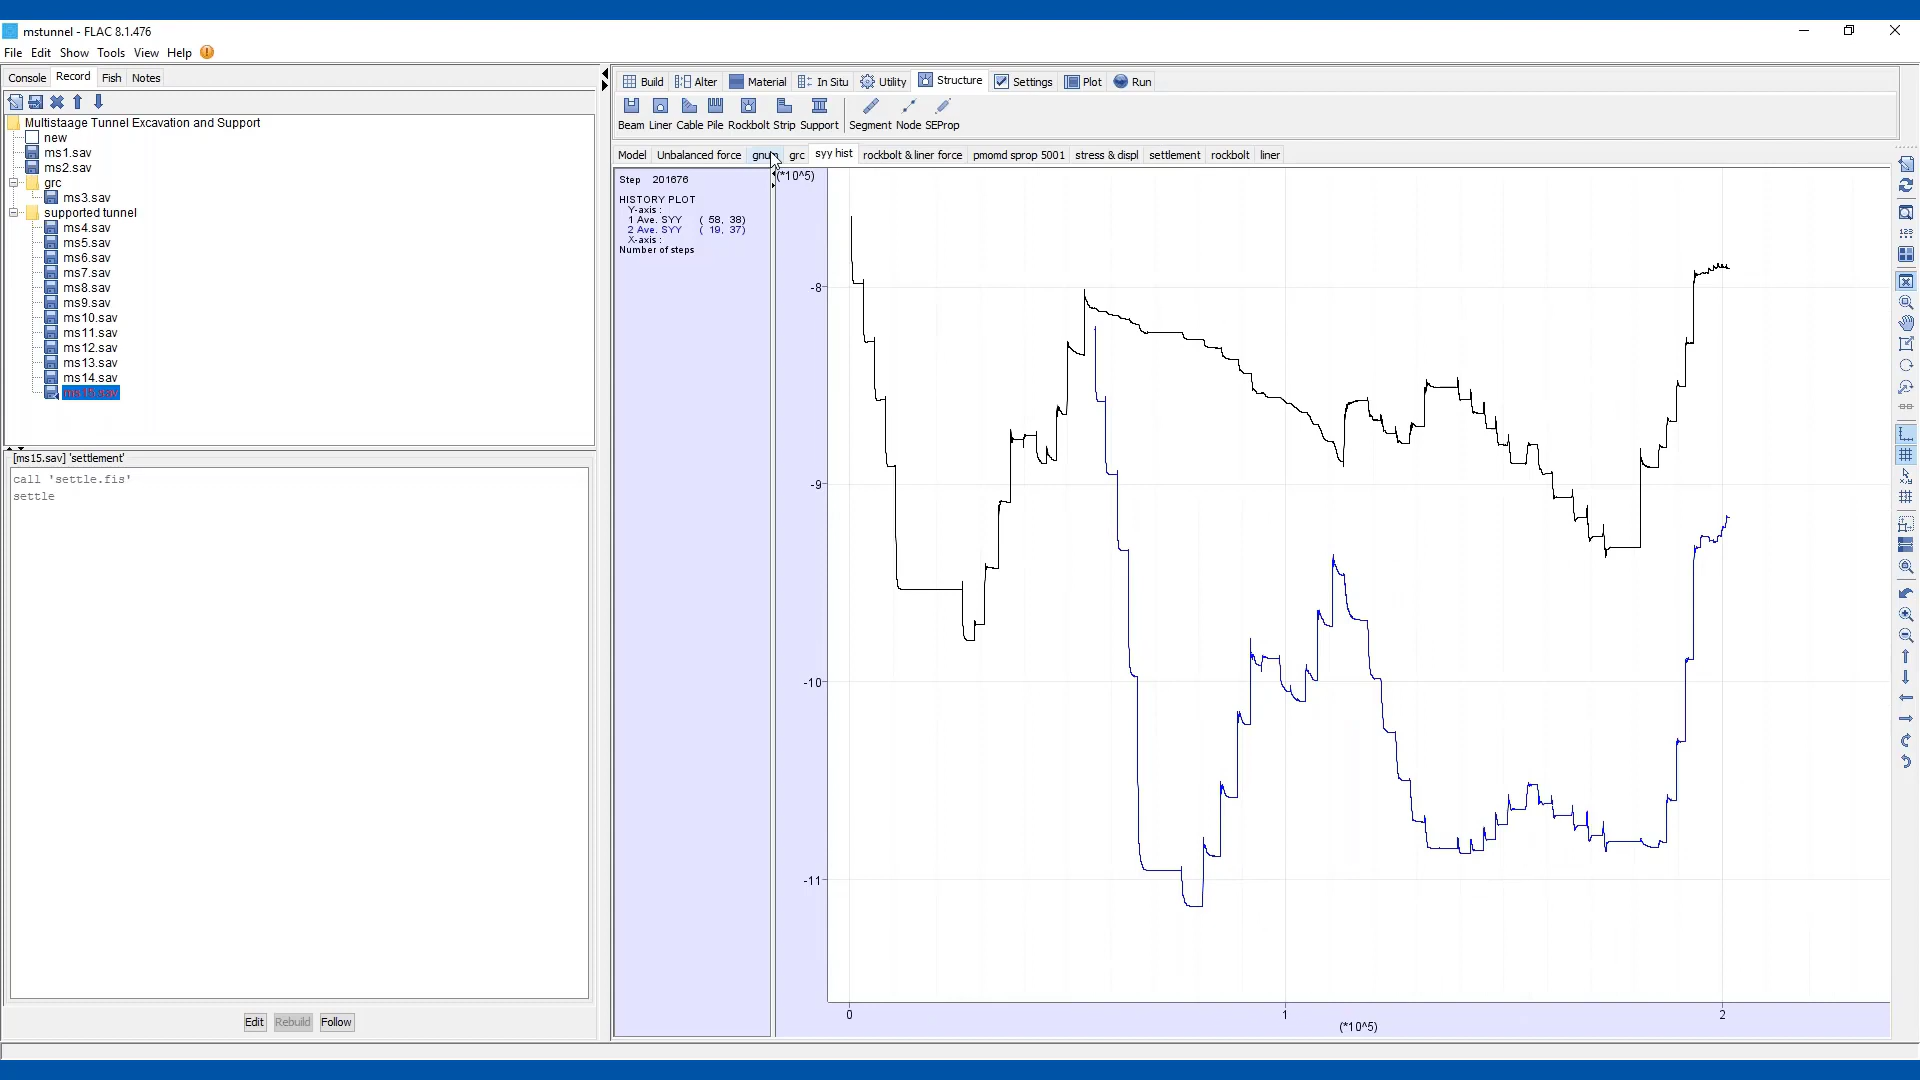 mstunnel - FLAC 8.1.476
File Edit Show Tools View Help
Console Record Fish Notes
Multistaage Tunnel Excavation and Support
new
ms1.sav
ms2.sav
grc
ms3.sav
supported tunnel
ms4.sav
ms5.sav
ms6.sav
ms7.sav
ms8.sav
ms9.sav
ms10.sav
ms11.sav
ms12.sav
ms13.sav
ms14.sav
ms15.sav
[ms15.sav] 'settlement'
call 'settle.fis'
settle
Edit Rebuild Follow
Build Alter Material In Situ Utility Structure Settings Plot Run
Beam Liner Cable Pile Rockbolt Strip Support Segment Node SEProp
Model Unbalanced force gnum grc syy hist rockbolt & liner force pmomd sprop 5001 stress & displ settlement rockbolt liner
Step 201676
HISTORY PLOT
Y-axis :
1 Ave. SYY ( 58, 38)
2 Ave. SYY ( 19, 37)
X-axis :
Number of steps
(*10^5)
-8
-9
-10
-11
0 1 2
(*10^5)
123